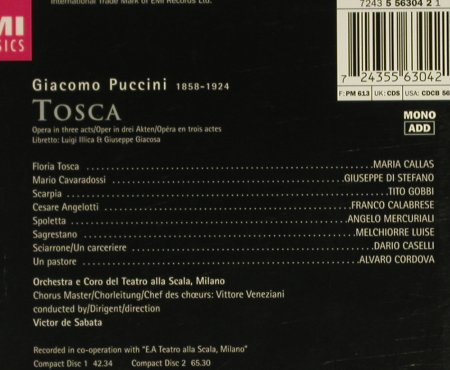 International Trade Mark of EMI Records Ltd.
7243 5 56304 2 1
EMI
CLASSICS
7 24355 63042
F: PM 613 UK: CDS USA: CDCB 56
Giacomo Puccini 1858-1924
TOSCA
Opera in three acts/Oper in drei Akten/Opéra en trois actes
Libretto: Luigi Illica & Giuseppe Giacosa
MONO
ADD
Floria Tosca MARIA CALLAS
Mario Cavaradossi GIUSEPPE DI STEFANO
Scarpia TITO GOBBI
Cesare Angelotti FRANCO CALABRESE
Spoletta ANGELO MERCURIALI
Sagrestano MELCHIORRE LUISE
Sciarrone/Un carceriere DARIO CASELLI
Un pastore ALVARO CORDOVA
Orchestra e Coro del Teatro alla Scala, Milano
Chorus Master/Chorleitung/Chef des chœurs: Vittore Veneziani
conducted by/Dirigent/direction
Victor de Sabata
Recorded in co-operation with "E.A Teatro alla Scala, Milano"
Compact Disc 1 42.34 Compact Disc 2 65.30